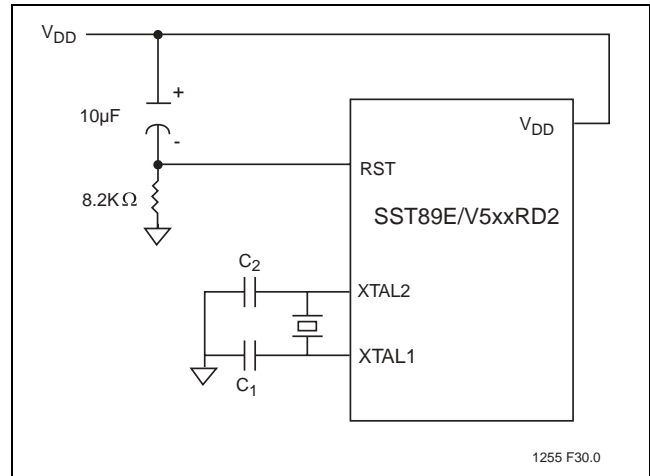 VDD
+
10µF
-
VDD
RST
8.2KΩ
SST89E/V5xxRD2
C2
XTAL2
XTAL1
C1
1255 F30.0